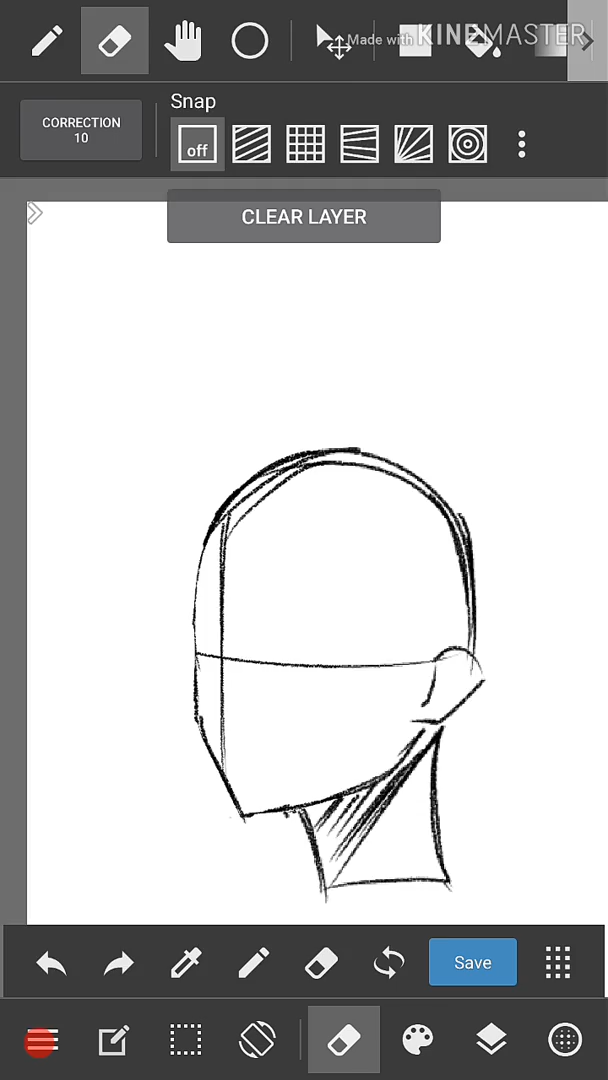 Made with KINEMASTER
CORRECTION
10
Snap
off
CLEAR LAYER
Save